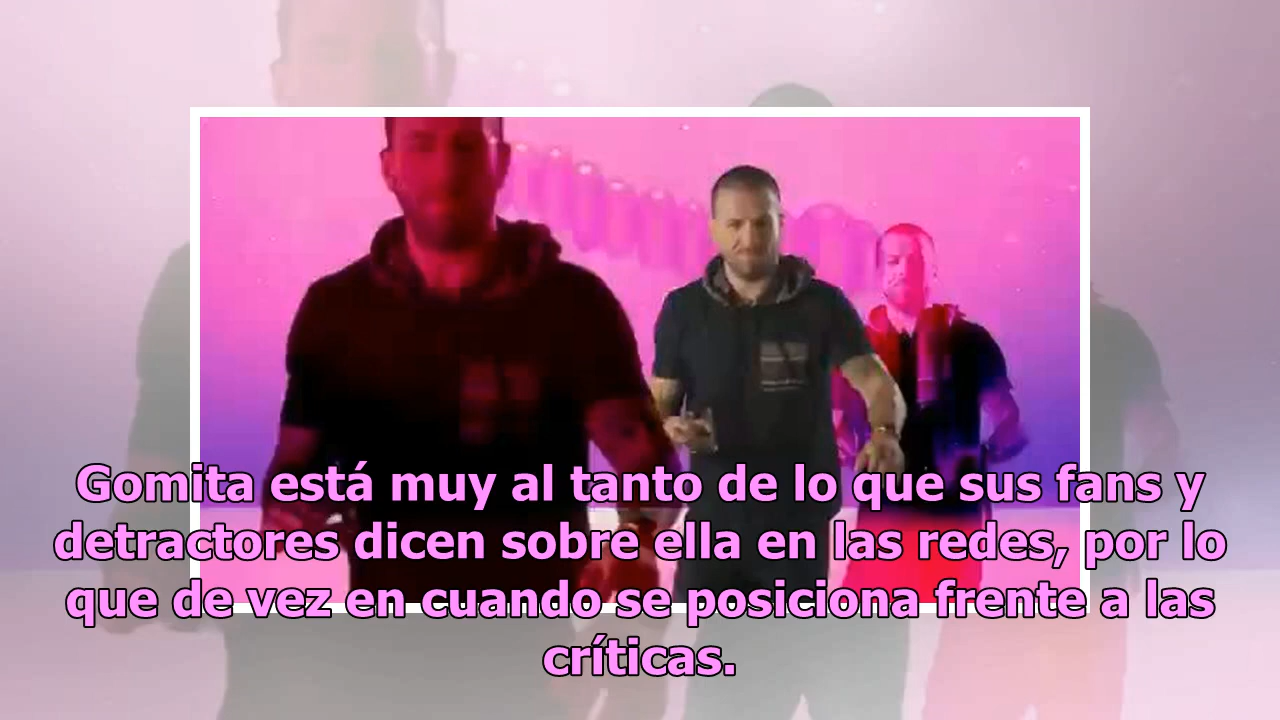 Gomita está muy al tanto de lo que sus fans y
detractores dicen sobre ella en las redes, por lo
que de vez en cuando se posiciona frente a las
críticas.